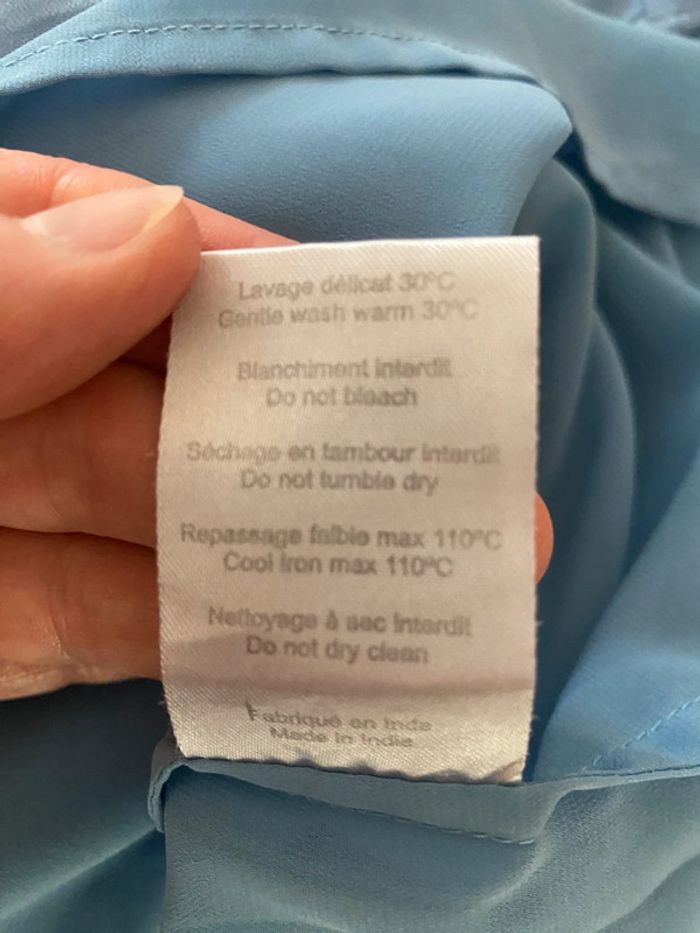 Lavage délicat 30°C
Gentle wash warm 30°C
Blanchiment interdit
Do not bleach
Séchage en tambour interdit
Do not tumble dry
Repassage faible max 110°C
Cool iron max 110°C
Nettoyage à sec interdit
Do not dry clean
Fabriqué en Inde
Made in Indie